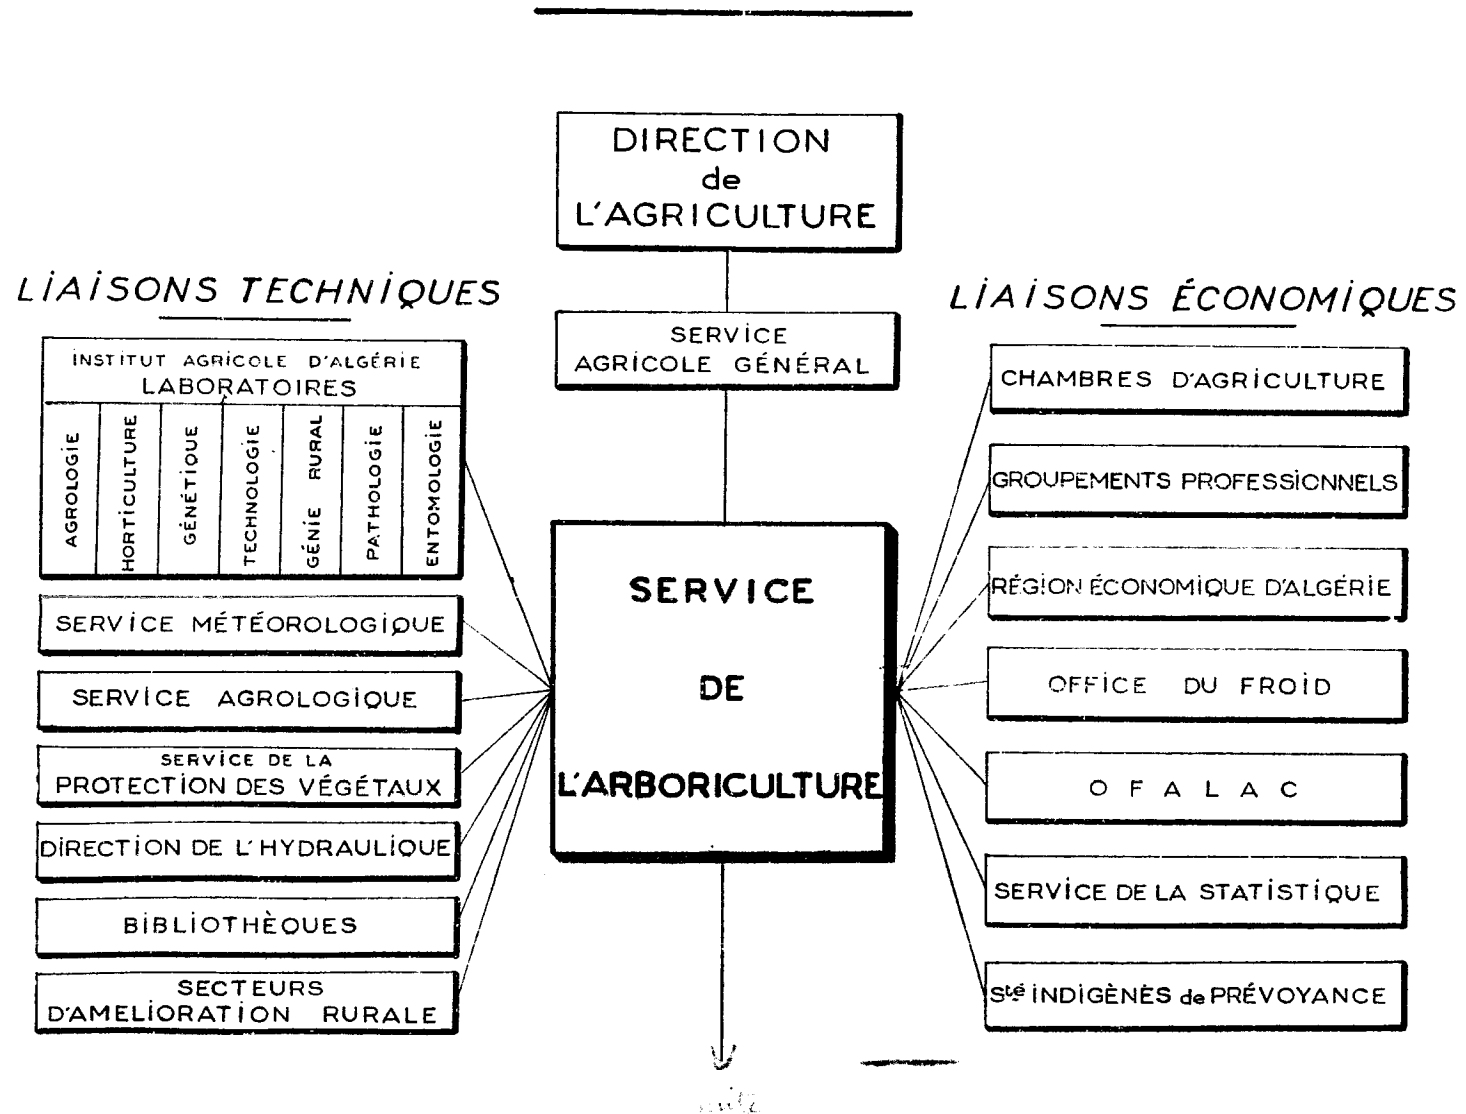 DIRECTION
de
L'AGRICULTURE
SERVICE
AGRICOLE GÉNÉRAL
LIAISONS TECHNIQUES
INSTITUT AGRICOLE D'ALGÉRIE
LABORATOIRES
AGROLOGIE
HORTICULTURE
GÉNÉTIQUE
TECHNOLOGIE
GÉNIE RURAL
PATHOLOGIE
ENTOMOLOGIE
SERVICE MÉTÉOROLOGIQUE
SERVICE AGROLOGIQUE
SERVICE DE LA
PROTECTION DES VÉGÉTAUX
DIRECTION DE L'HYDRAULIQUE
BIBLIOTHÈQUES
SECTEURS
D'AMELIORATION RURALE
SERVICE
DE
L'ARBORICULTURE
LIAISONS ÉCONOMIQUES
CHAMBRES D'AGRICULTURE
GROUPEMENTS PROFESSIONNELS
RÉGION ÉCONOMIQUE D'ALGÉRIE
OFFICE DU FROID
OFALAC
SERVICE DE LA STATISTIQUE
Sté INDIGÈNÈS de PRÉVOYANCE